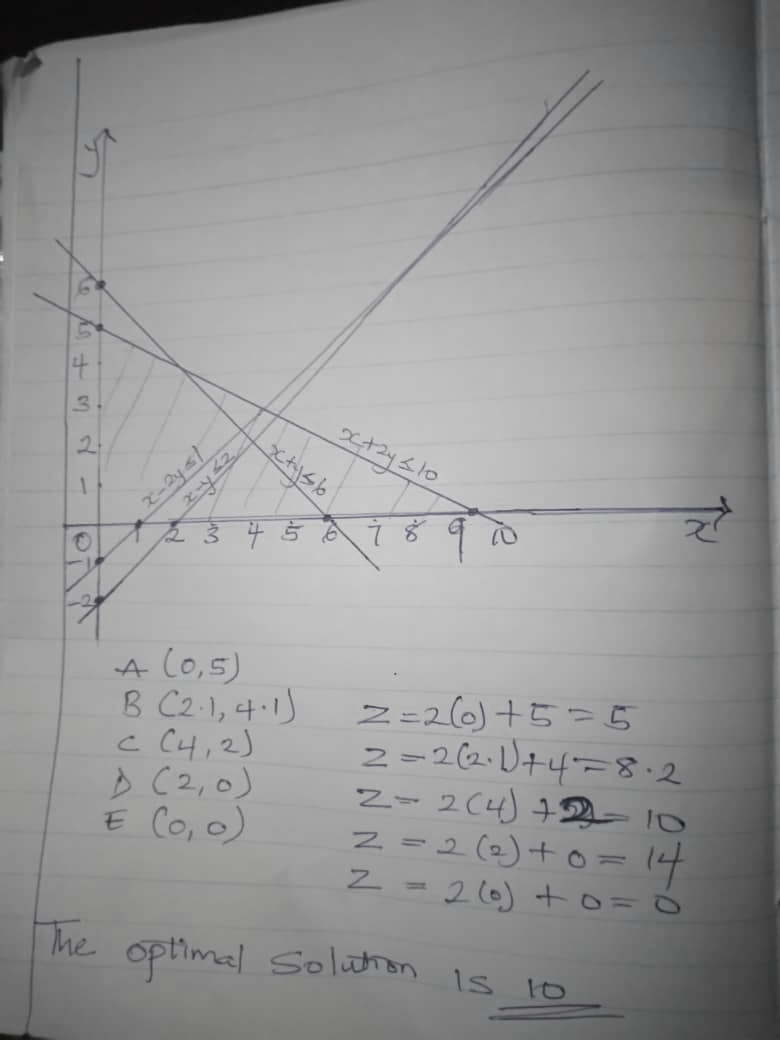 y
6
5
4
3
2
1
x-2y≤1
x-y≤2
x+y≤6
x+2y≤10
0 1 2 3 4 5 6 7 8 9 10
x
-1
-2
A (0,5)
B (2.1, 4.1) Z=2(0)+5=5
C (4,2) Z=2(2.1)+4=8.2
D (2,0) Z=2(4)+2=10
E (0,0) Z=2(2)+0=14
Z=2(0)+0=0
The optimal solution is 10